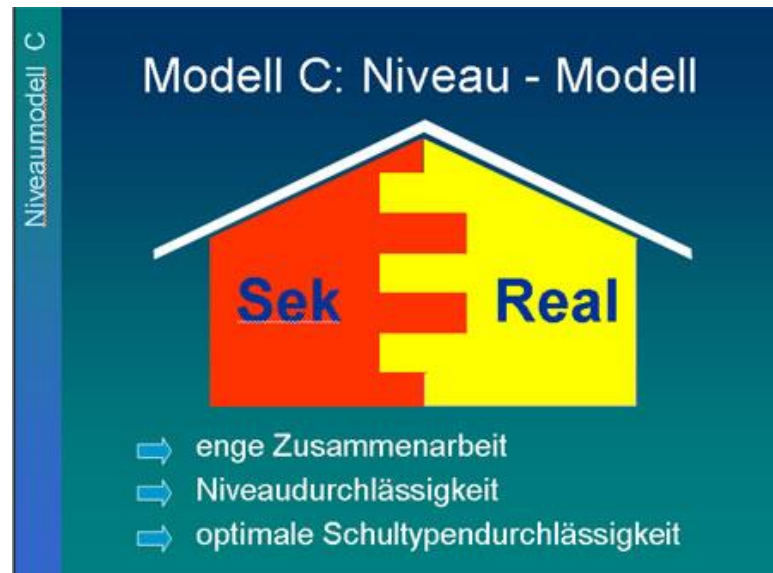 Niveaumodell C
Modell C: Niveau - Modell
Sek
Real
enge Zusammenarbeit
Niveaudurchlässigkeit
optimale Schultypendurchlässigkeit